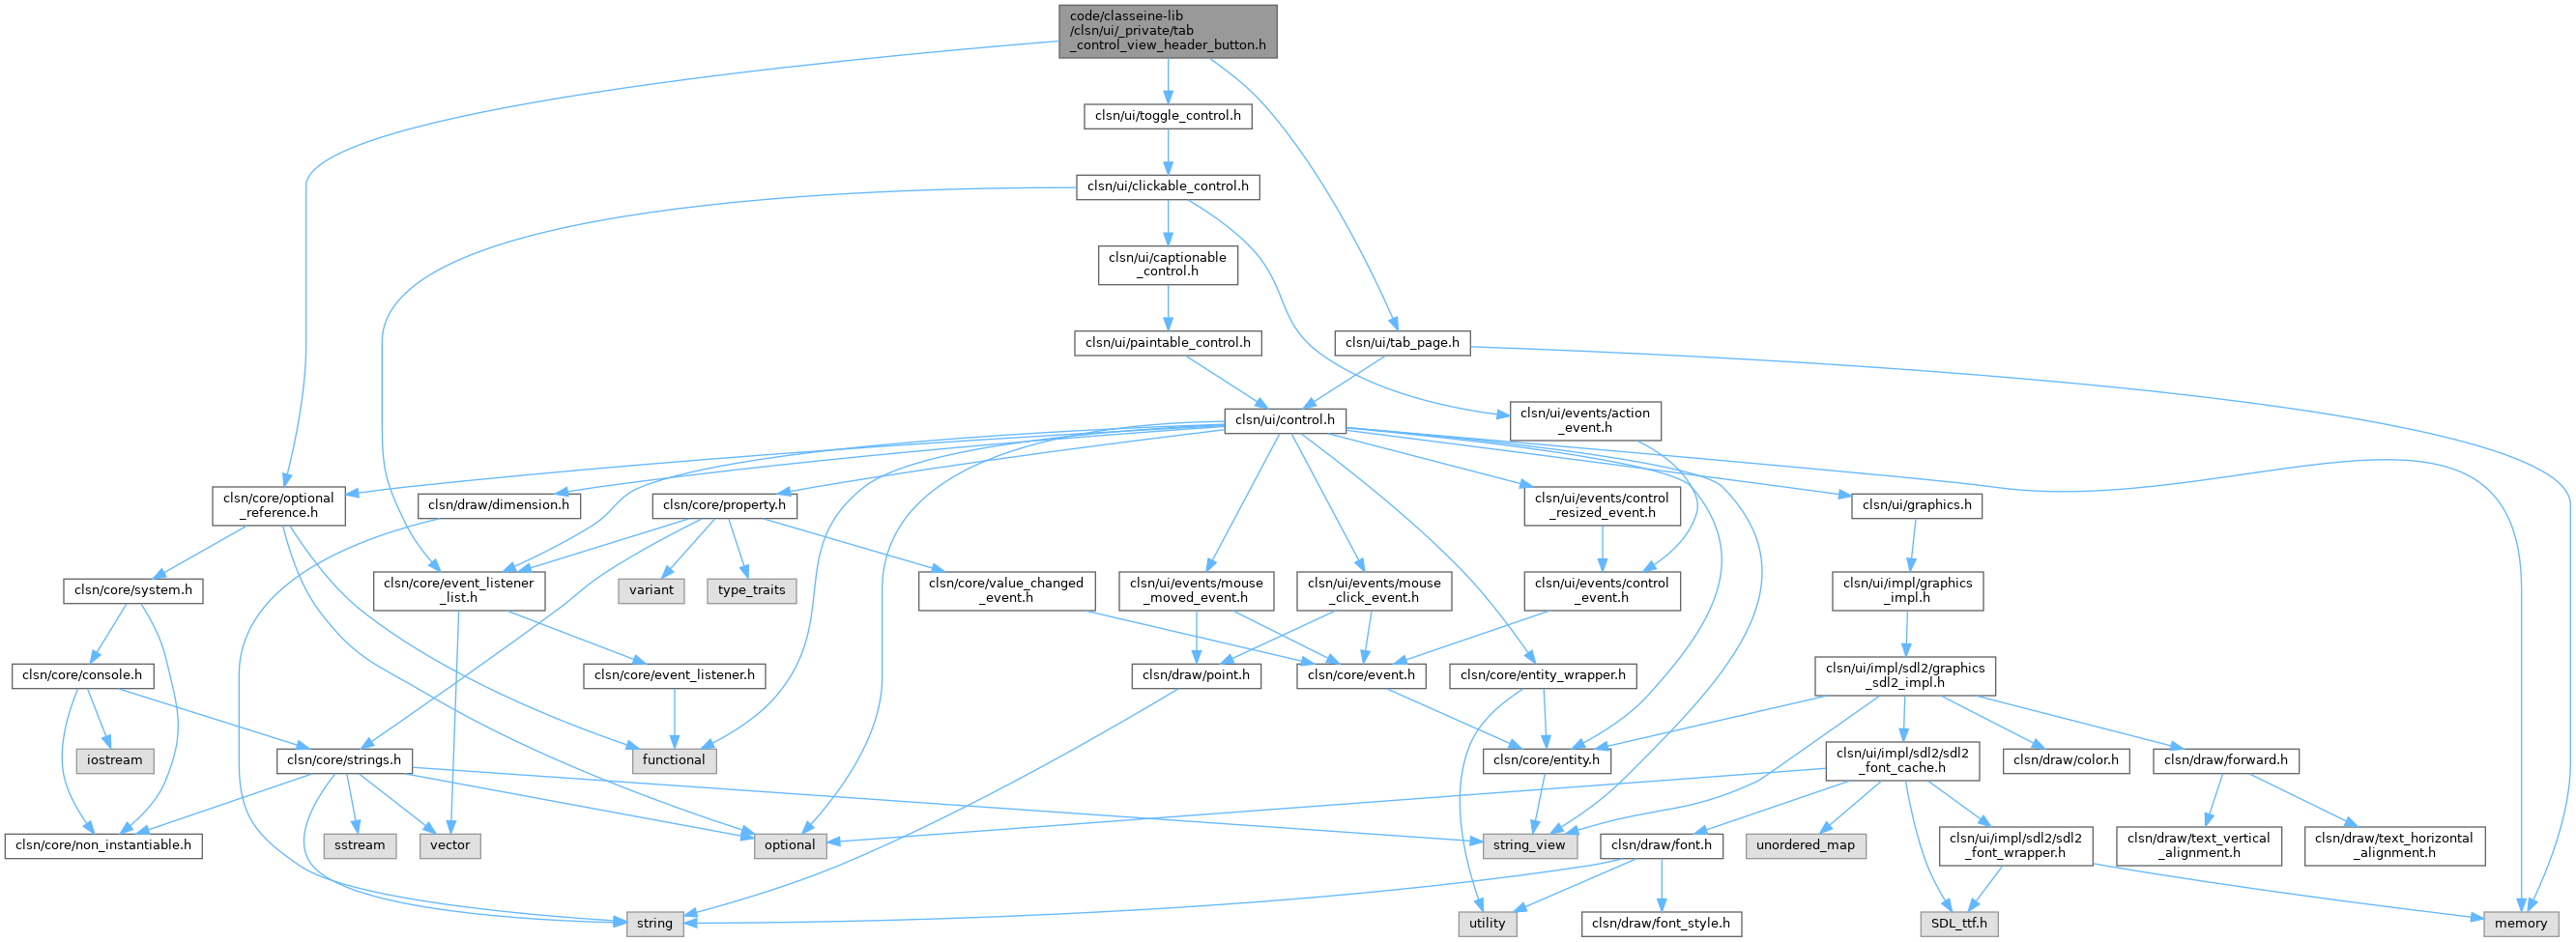 code/classeine-lib
/clsn/ui/_private/tab
_control_view_header_button.h
clsn/ui/toggle_control.h
clsn/ui/clickable_control.h
clsn/ui/captionable
_control.h
clsn/ui/paintable_control.h
clsn/ui/tab_page.h
clsn/ui/control.h
clsn/ui/events/action
_event.h
clsn/core/optional
_reference.h
clsn/draw/dimension.h
clsn/core/property.h
clsn/ui/events/control
_resized_event.h
clsn/ui/graphics.h
clsn/core/system.h
clsn/core/event_listener
_list.h
variant
type_traits
clsn/core/value_changed
_event.h
clsn/ui/events/mouse
_moved_event.h
clsn/ui/events/mouse
_click_event.h
clsn/ui/events/control
_event.h
clsn/ui/impl/graphics
_impl.h
clsn/core/console.h
clsn/core/event_listener.h
clsn/draw/point.h
clsn/core/event.h
clsn/core/entity_wrapper.h
clsn/ui/impl/sdl2/graphics
_sdl2_impl.h
iostream
clsn/core/strings.h
functional
clsn/core/entity.h
clsn/ui/impl/sdl2/sdl2
_font_cache.h
clsn/draw/color.h
clsn/draw/forward.h
clsn/core/non_instantiable.h
sstream
vector
optional
string_view
clsn/draw/font.h
unordered_map
clsn/ui/impl/sdl2/sdl2
_font_wrapper.h
clsn/draw/text_vertical
_alignment.h
clsn/draw/text_horizontal
_alignment.h
string
utility
clsn/draw/font_style.h
SDL_ttf.h
memory